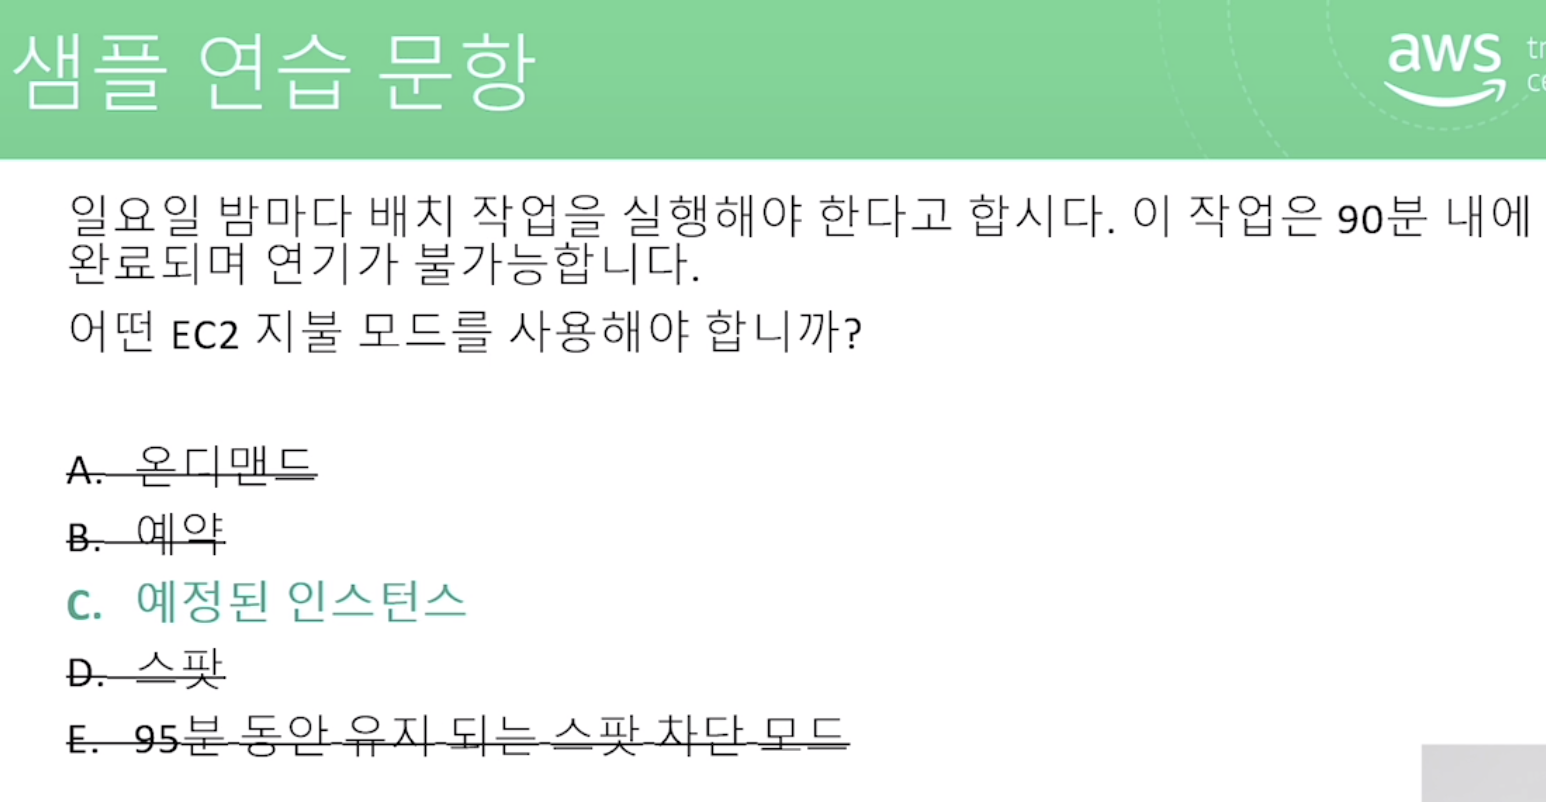 샘플 연습 문항
aws
tr
ce
일요일 밤마다 배치 작업을 실행해야 한다고 합시다. 이 작업은 90분 내에
완료되며 연기가 불가능합니다.
어떤 EC2 지불 모드를 사용해야 합니까?
A. 온디맨드
B. 예약
C. 예정된 인스턴스
D. 스팟
E. 95분 동안 유지 되는 스팟 차단 모드